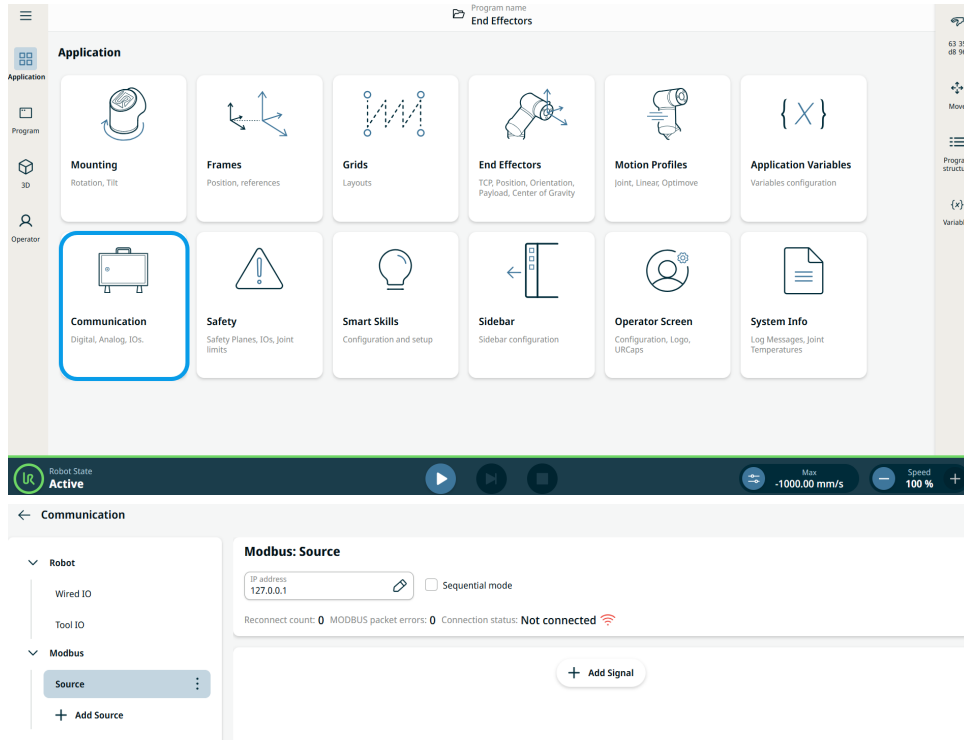 Program name
End Effectors
Application
Application
Program
3D
Operator
Mounting
Rotation, Tilt
Frames
Position, references
Grids
Layouts
End Effectors
TCP, Position, Orientation,
Payload, Center of Gravity
Motion Profiles
Joint, Linear, Optimove
{X}
Application Variables
Variables configuration
Communication
Digital, Analog, IOs.
Safety
Safety Planes, IOs, Joint
limits
Smart Skills
Configuration and setup
Sidebar
Sidebar configuration
Operator Screen
Configuration, Logo,
URCaps
System Info
Log Messages, Joint
Temperatures
63 35
Move
{x}
UR
Robot State
Active
Max
-1000.00 mm/s
Speed
100 %
Communication
Robot
Wired IO
Tool IO
Modbus
Source
Add Source
Modbus: Source
IP address
127.0.0.1
Sequential mode
Reconnect count: 0 MODBUS packet errors: 0 Connection status: Not connected
Add Signal